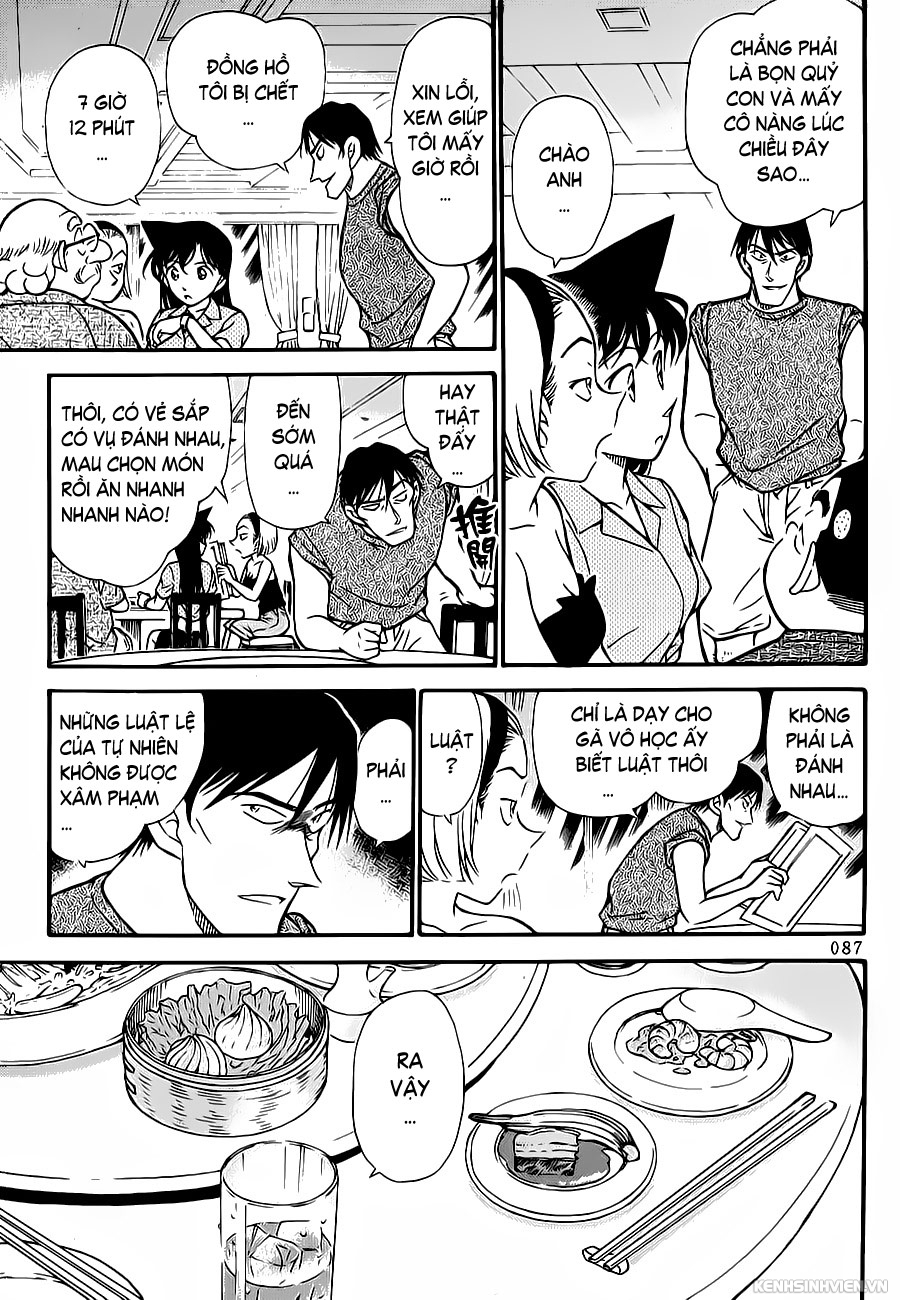 CHẲNG PHẢI
LÀ BỌN QUỶ
CON VÀ MẤY
CÔ NÀNG LÚC
CHIỀU ĐÂY
SAO...
CHÀO
ANH
...
XIN LỖI,
XEM GIÚP
TÔI MẤY
GIỜ RỒI
...
ĐỒNG HỒ
TÔI BỊ CHẾT
...
7 GIỜ
12 PHÚT
...
HAY
THẬT
ĐẤY
...
推開
ĐẾN
SỚM
QUÁ
...
THÔI, CÓ VẺ SẮP
CÓ VỤ ĐÁNH NHAU,
MAU CHỌN MÓN
RỒI ĂN NHANH
NHANH NÀO!
KHÔNG
PHẢI LÀ
ĐÁNH
NHAU...
CHỈ LÀ DẠY CHO
GÃ VÔ HỌC ẤY
BIẾT LUẬT THÔI
...
LUẬT
?
PHẢI
...
NHỮNG LUẬT LỆ
CỦA TỰ NHIÊN
KHÔNG ĐƯỢC
XÂM PHẠM
...
087
RA
VẬY
...
KENHSINHVIEN.VN